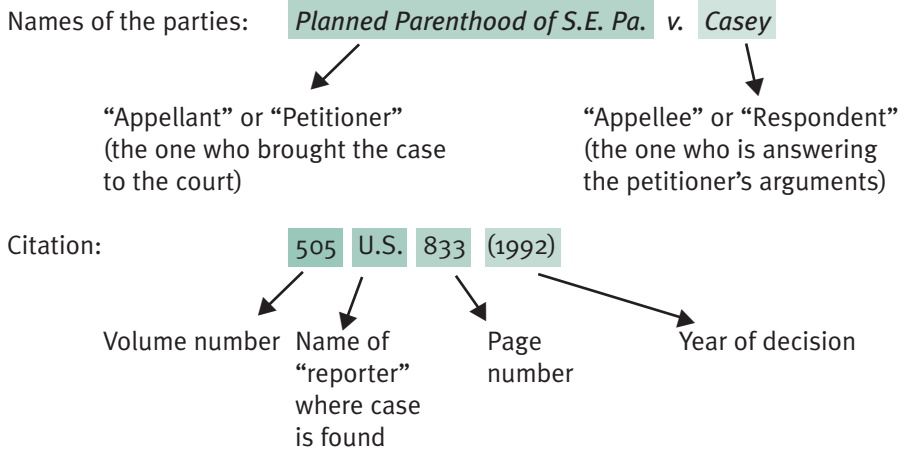 Names of the parties: Planned Parenthood of S.E. Pa. v. Casey
“Appellant” or “Petitioner”
(the one who brought the case
to the court)
“Appellee” or “Respondent”
(the one who is answering
the petitioner’s arguments)
Citation: 505 U.S. 833 (1992)
Volume number
Name of
“reporter”
where case
is found
Page
number
Year of decision